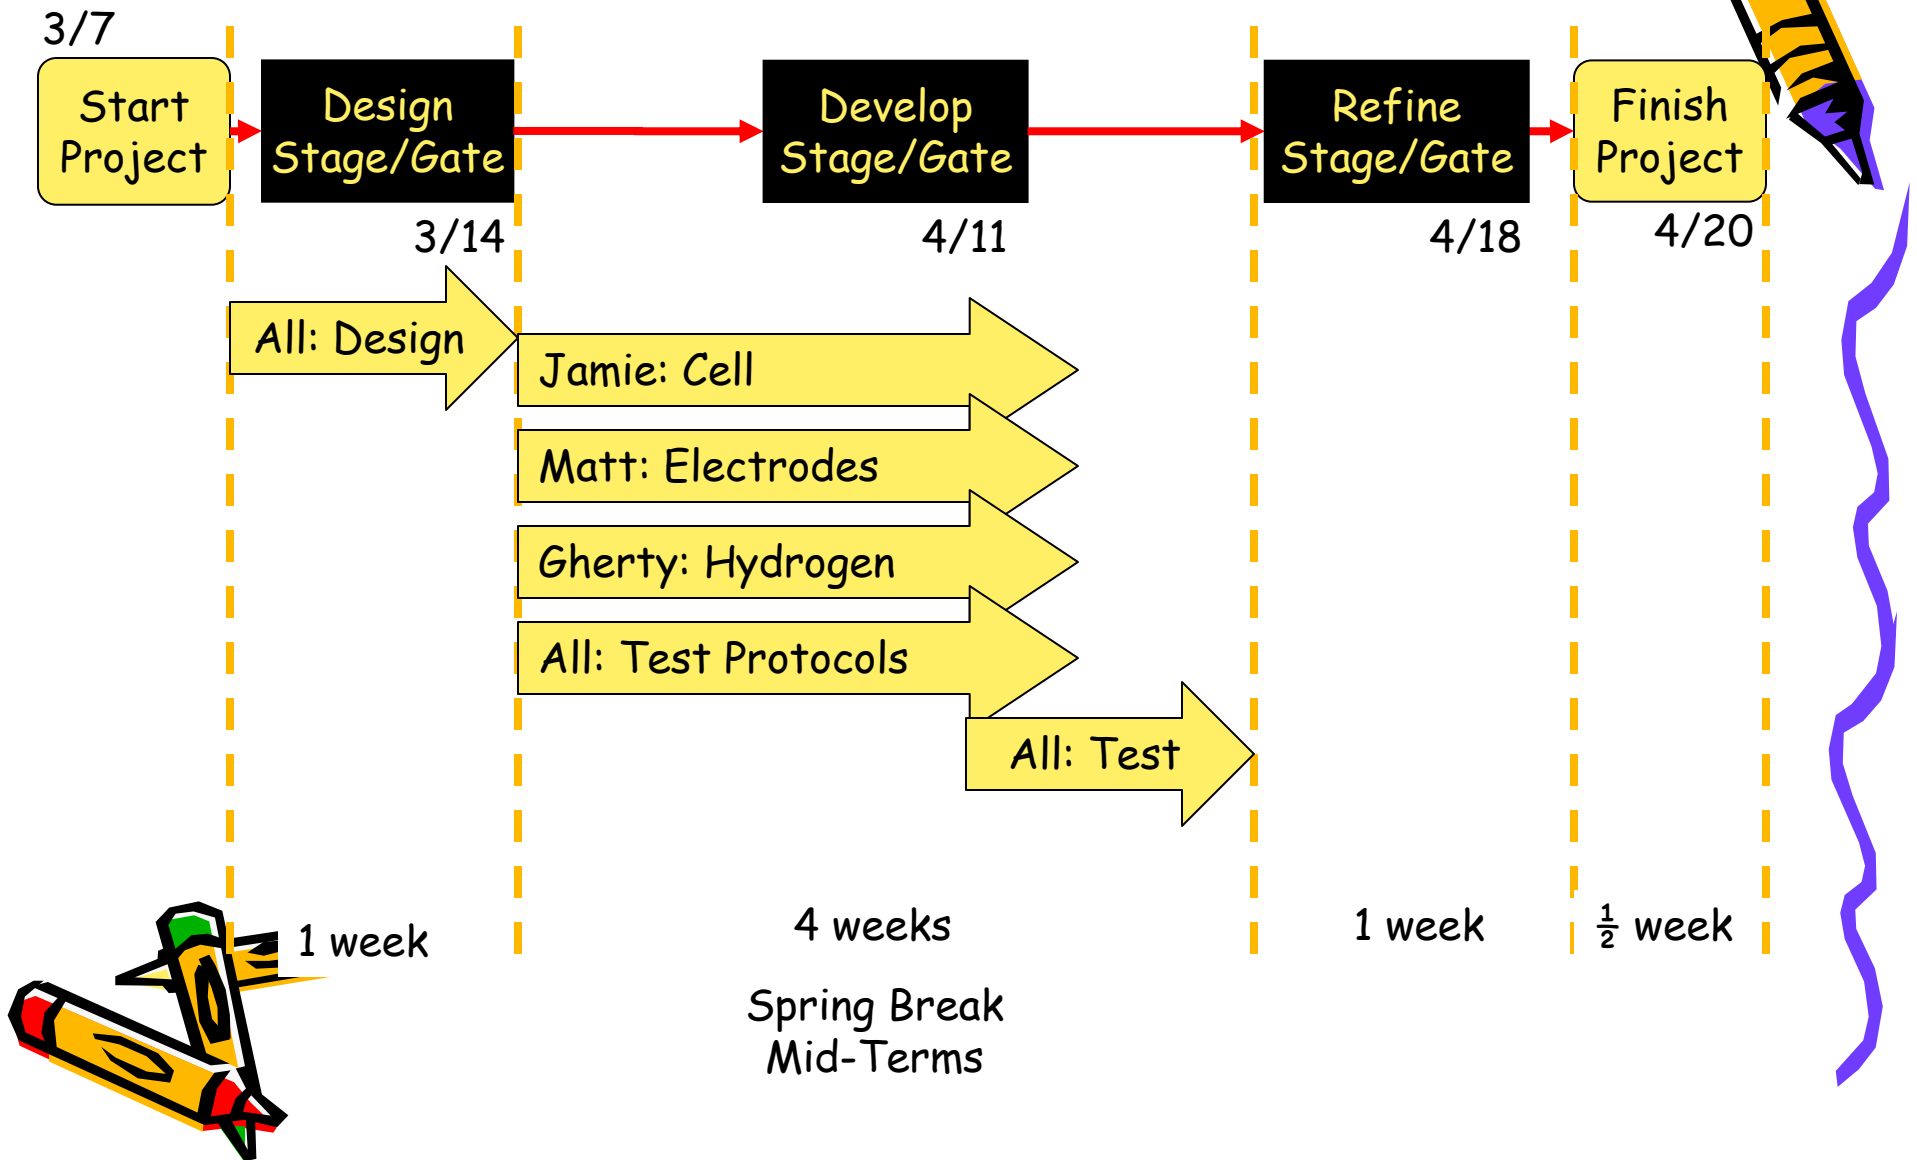 3/7
Start
Project
Design
Stage/Gate
Develop
Stage/Gate
Refine
Stage/Gate
Finish
Project
3/14
4/11
4/18
4/20
All: Design
Jamie: Cell
Matt: Electrodes
Gherty: Hydrogen
All: Test Protocols
All: Test
1 week
4 weeks
1 week
½ week
Spring Break
Mid-Terms